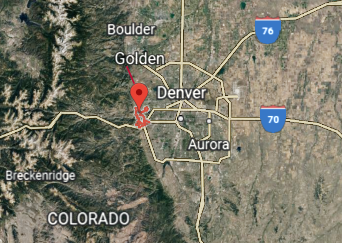 Boulder
76
Golden
Denver
70
Aurora
Breckenridge
COLORADO